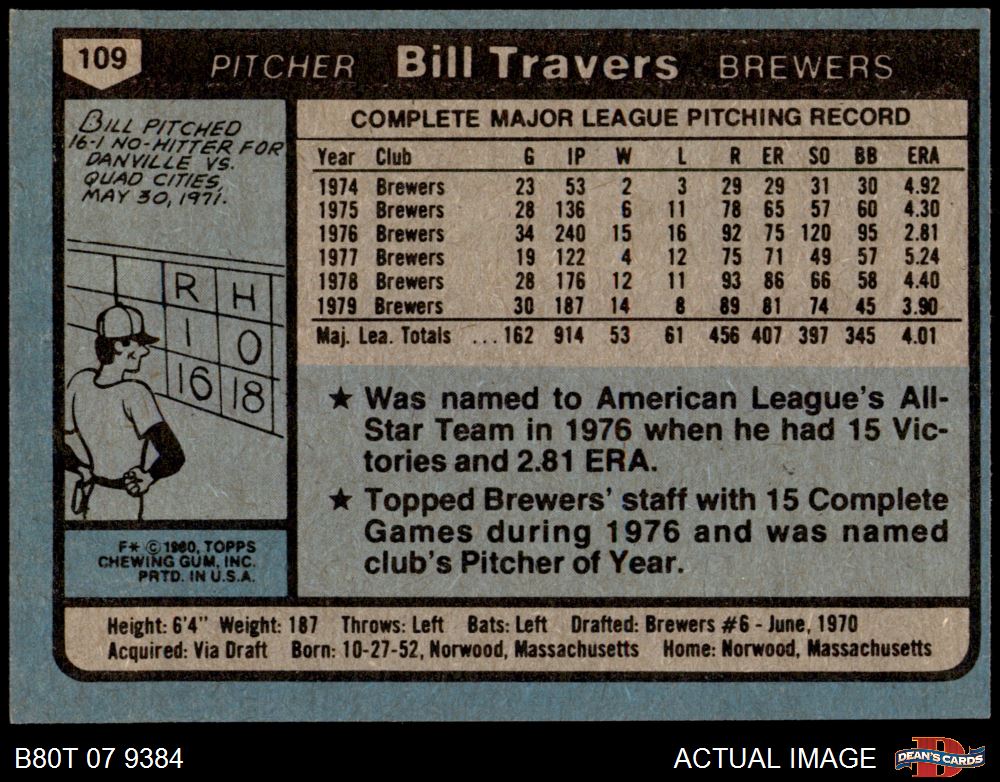 109
PITCHER Bill Travers BREWERS
BILL PITCHED
16-1 NO-HITTER FOR
DANVILLE VS.
QUAD CITIES,
MAY 30, 1971.
R H
1 0
16 18
F* © 1980, TOPPS
CHEWING GUM, INC.
PRTD. IN U.S.A.
COMPLETE MAJOR LEAGUE PITCHING RECORD
Year Club G IP W L R ER SO BB ERA
1974 Brewers 23 53 2 3 29 29 31 30 4.92
1975 Brewers 28 136 6 11 78 65 57 60 4.30
1976 Brewers 34 240 15 16 92 75 120 95 2.81
1977 Brewers 19 122 4 12 75 71 49 57 5.24
1978 Brewers 28 176 12 11 93 86 66 58 4.40
1979 Brewers 30 187 14 8 89 81 74 45 3.90
Maj. Lea. Totals ...162 914 53 61 456 407 397 345 4.01
★ Was named to American League's All-
Star Team in 1976 when he had 15 Vic-
tories and 2.81 ERA.
★ Topped Brewers' staff with 15 Complete
Games during 1976 and was named
club's Pitcher of Year.
Height: 6'4" Weight: 187 Throws: Left Bats: Left Drafted: Brewers #6 - June, 1970
Acquired: Via Draft Born: 10-27-52, Norwood, Massachusetts Home: Norwood, Massachusetts
B80T 07 9384
ACTUAL IMAGE
DEAN'S CARDS